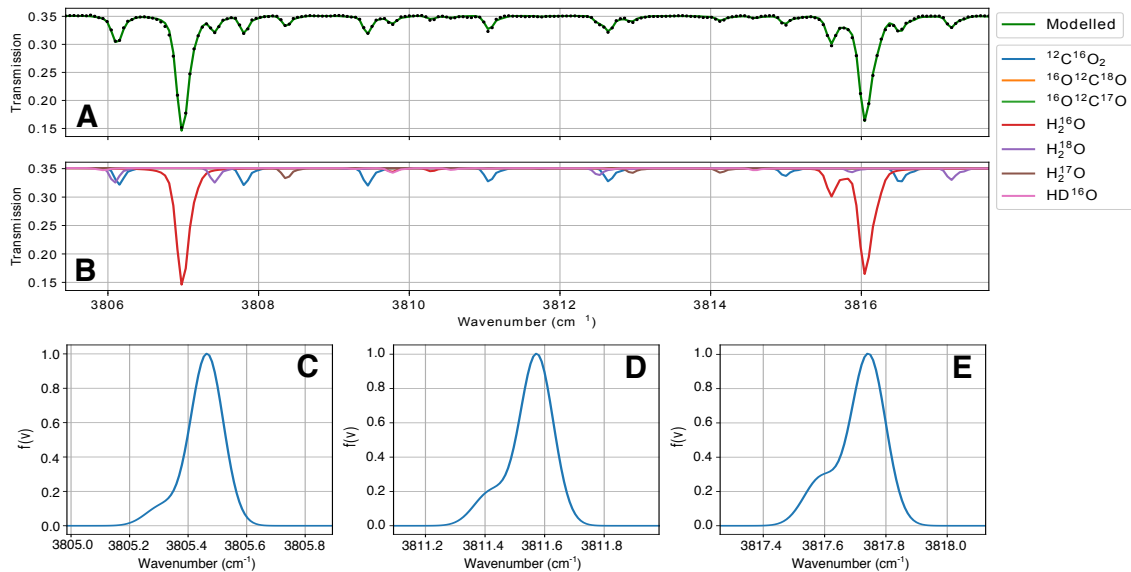 0.35
0.30
0.25
0.20
0.15
Transmission
A
Modelled
¹²C¹⁶O₂
¹⁶O¹²C¹⁸O
¹⁶O¹²C¹⁷O
H₂¹⁶O
H₂¹⁸O
H₂¹⁷O
HD¹⁶O
0.35
0.30
0.25
0.20
0.15
Transmission
B
3806 3808 3810 3812 3814 3816
Wavenumber (cm ⁻¹)
C
1.0
0.8
0.6
0.4
0.2
0.0
f(v)
3805.0 3805.2 3805.4 3805.6 3805.8
Wavenumber (cm⁻¹)
D
1.0
0.8
0.6
0.4
0.2
0.0
f(v)
3811.2 3811.4 3811.6 3811.8
Wavenumber (cm⁻¹)
E
1.0
0.8
0.6
0.4
0.2
0.0
f(v)
3817.4 3817.6 3817.8 3818.0
Wavenumber (cm⁻¹)